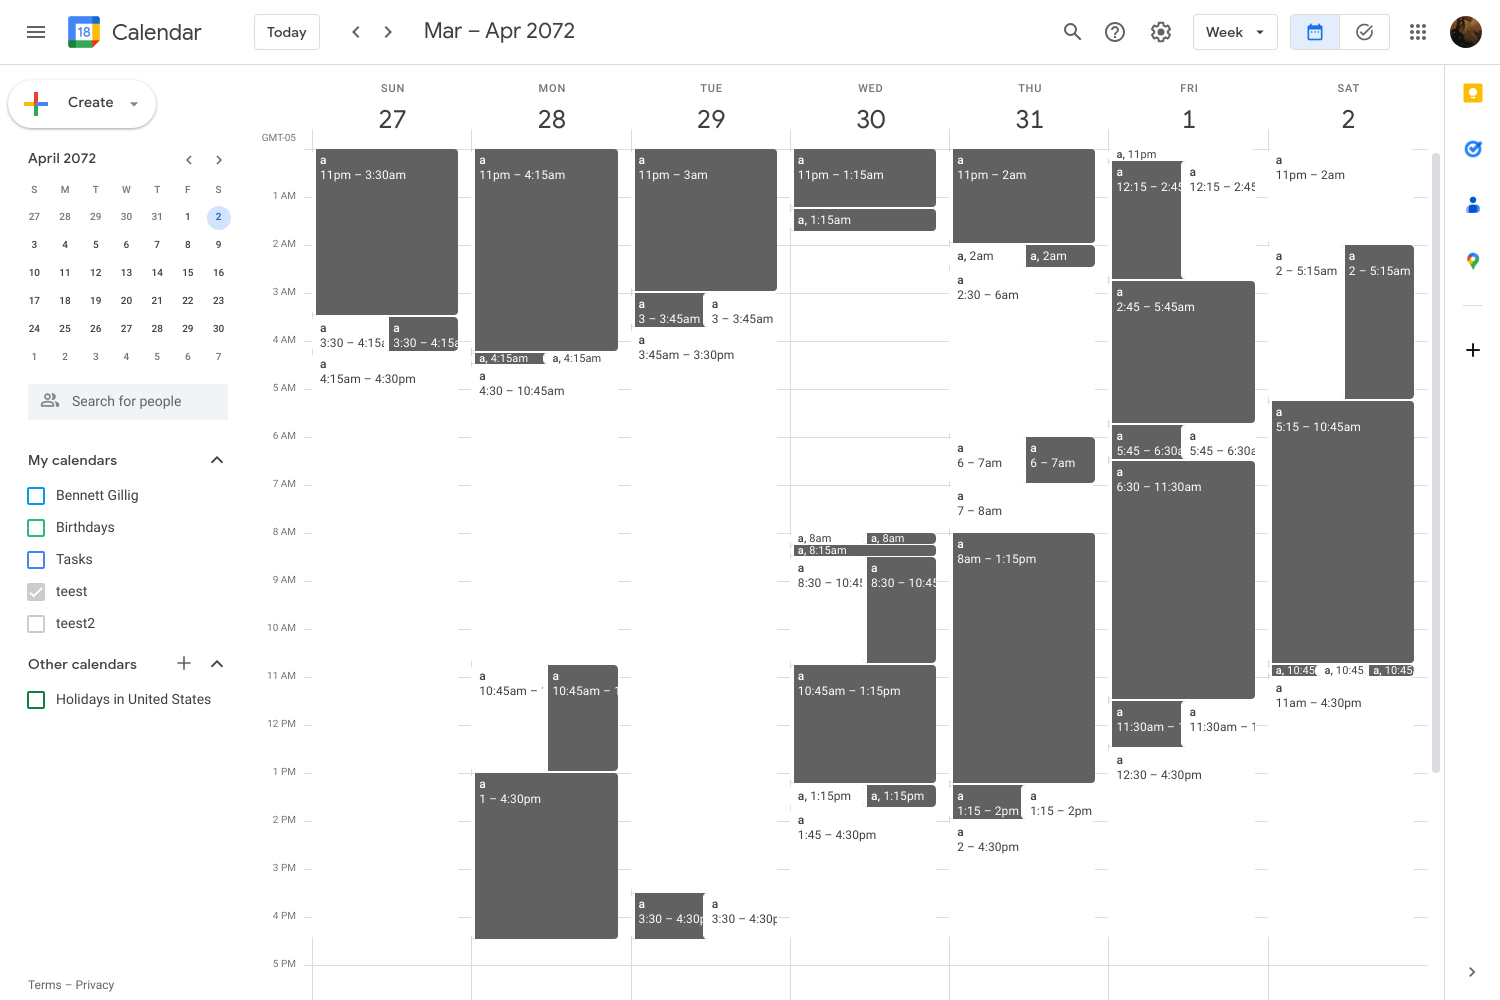 18 Calendar
Today
Mar – Apr 2072
Week
Create
April 2072
S M T W T F S
27 28 29 30 31 1 2
3 4 5 6 7 8 9
10 11 12 13 14 15 16
17 18 19 20 21 22 23
24 25 26 27 28 29 30
1 2 3 4 5 6 7
Search for people
My calendars
Bennett Gillig
Birthdays
Tasks
teest
teest2
Other calendars
Holidays in United States
Terms – Privacy
GMT-05
1 AM
2 AM
3 AM
4 AM
5 AM
6 AM
7 AM
8 AM
9 AM
10 AM
11 AM
12 PM
1 PM
2 PM
3 PM
4 PM
5 PM
SUN
27
a
11pm – 3:30am
a
3:30 – 4:15a
a
3:30 – 4:15a
a
4:15am – 4:30pm
MON
28
a
11pm – 4:15am
a, 4:15am
a, 4:15am
a
4:30 – 10:45am
a
10:45am – 
a
10:45am – 1
a
1 – 4:30pm
TUE
29
a
11pm – 3am
a
3 – 3:45am
a
3 – 3:45am
a
3:45am – 3:30pm
a
3:30 – 4:30p
a
3:30 – 4:30p
WED
30
a
11pm – 1:15am
a, 1:15am
a, 8am
a, 8am
a, 8:15am
a
8:30 – 10:45
a
8:30 – 10:45
a
10:45am – 1:15pm
a, 1:15pm
a, 1:15pm
a
1:45 – 4:30pm
THU
31
a
11pm – 2am
a, 2am
a, 2am
a
2:30 – 6am
a
6 – 7am
a
6 – 7am
a
7 – 8am
a
8am – 1:15pm
a
1:15 – 2pm
a
1:15 – 2pm
a
2 – 4:30pm
FRI
1
a, 11pm
a
12:15 – 2:45
a
12:15 – 2:45
a
2:45 – 5:45am
a
5:45 – 6:30a
a
5:45 – 6:30a
a
6:30 – 11:30am
a
11:30am – 
a
11:30am – 1
a
12:30 – 4:30pm
SAT
2
a
11pm – 2am
a
2 – 5:15am
a
2 – 5:15am
a
5:15 – 10:45am
a, 10:45
a, 10:45
a, 10:45
a
11am – 4:30pm